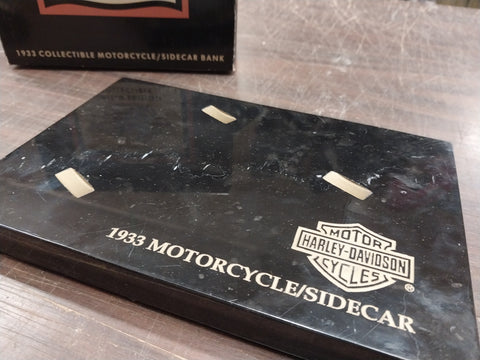 1933 COLLECTIBLE MOTORCYCLE/SIDECAR BANK
MOTOR
HARLEY-DAVIDSON
CYCLES
®
1933 MOTORCYCLE/SIDECAR